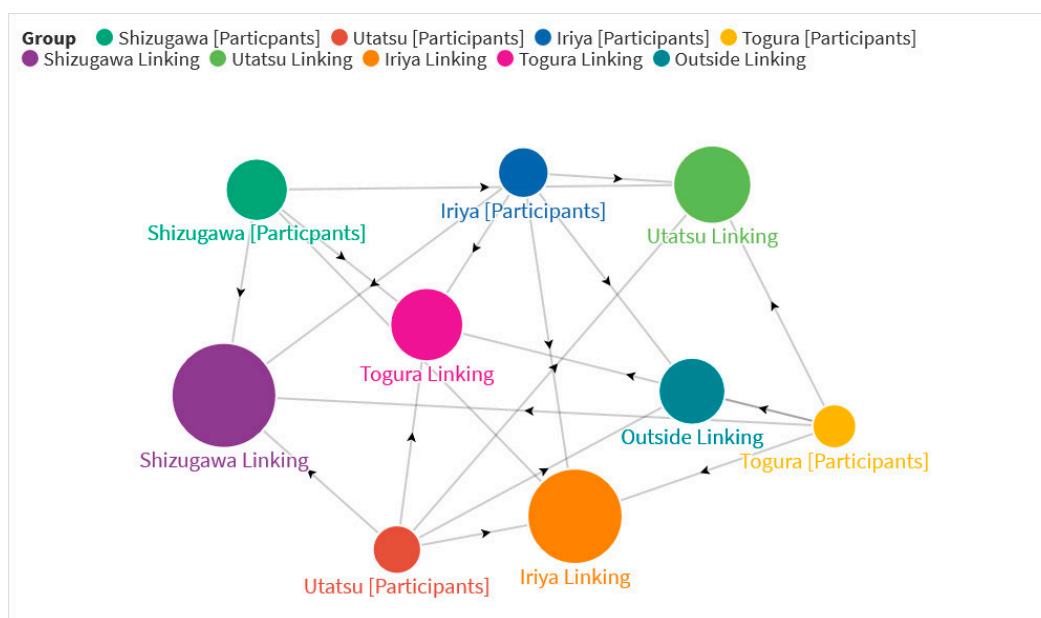 Group Shizugawa [Particpants] Utatsu [Participants] Iriya [Participants] Togura [Participants]
Shizugawa Linking Utatsu Linking Iriya Linking Togura Linking Outside Linking
Iriya [Participants]
Shizugawa [Particpants]
Utatsu Linking
Togura Linking
Outside Linking
Shizugawa Linking
Togura [Participants]
Iriya Linking
Utatsu [Participants]